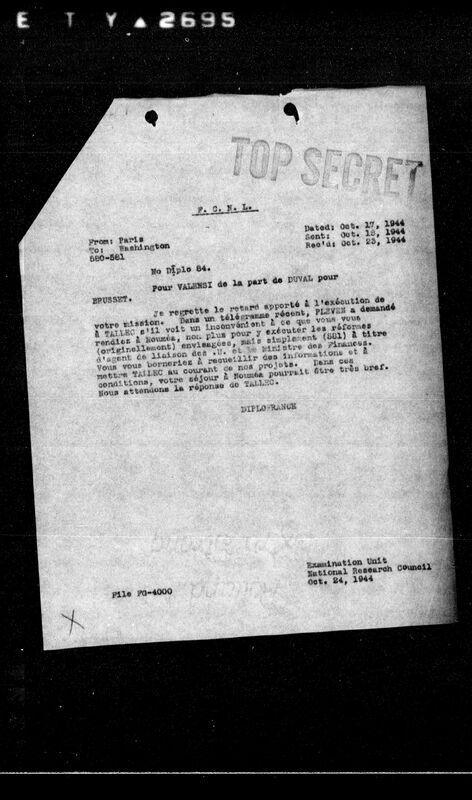 E T Y ▲ 2695
TOP SECRET
F. C. N. L.
From: Paris
To: Washington
580-581
Dated: Oct. 17, 1944
Sent: Oct. 18, 1944
Rec'd: Oct. 23, 1944
No Diplo 84.
Pour VALENSI de la part de DUVAL pour
BRUSSET.
Je regrette le retard apporté à l'exécution de
votre mission. Dans un télégramme récent, PLEVEN a demandé
à TALLEC s'il voit un inconvénient à ce que vous vous
rendiez à Nouméa, non plus pour y exécuter les réformes
(originellement) envisagées, mais simplement (581) à titre
d'agent de liaison des .U. et le Ministre des Finances.
Vous vous borneriez à recueillir des informations et à
mettre TALLEC au courant de nos projets. Dans ces
conditions, votre séjour à Nouméa pourrait être très bref.
Nous attendons la réponse de TALLEC.
DIPLOFRANCE
Examination Unit
National Research Council
Oct. 24, 1944
File FG-4000
X